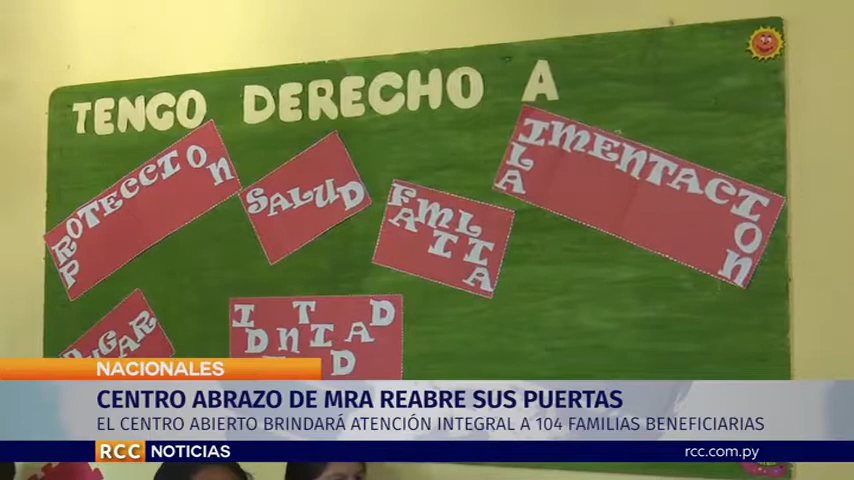 TENGO DERECHO A
PROTECCION
SALUD
FAMILIA
ALIMENTACION
IDNTIDAD
NACIONALES
CENTRO ABRAZO DE MRA REABRE SUS PUERTAS
EL CENTRO ABIERTO BRINDARÁ ATENCIÓN INTEGRAL A 104 FAMILIAS BENEFICIARIAS
RCC NOTICIAS
rcc.com.py